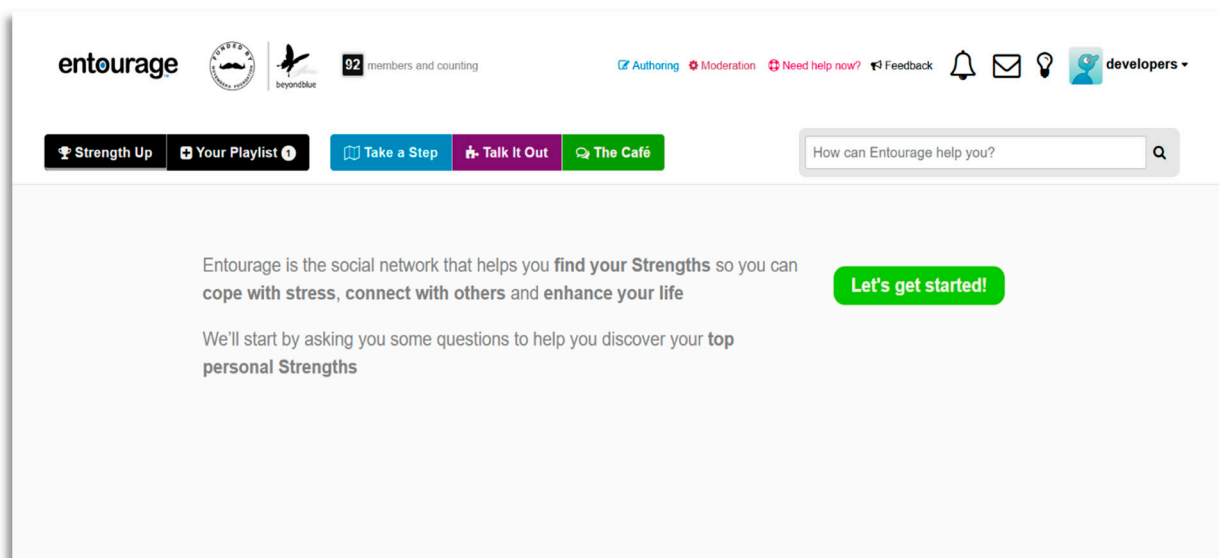 entourage
FUNDED BY
beyondblue
92 members and counting
Authoring
Moderation
Need help now?
Feedback
developers
Strength Up
Your Playlist 1
Take a Step
Talk It Out
The Café
How can Entourage help you?
Entourage is the social network that helps you find your Strengths so you can
cope with stress, connect with others and enhance your life
Let's get started!
We'll start by asking you some questions to help you discover your top
personal Strengths